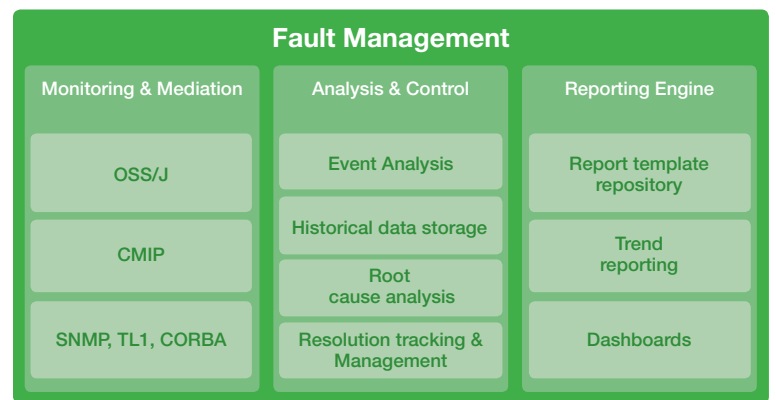 Fault Management
Monitoring & Mediation
OSS/J
CMIP
SNMP, TL1, CORBA
Analysis & Control
Event Analysis
Historical data storage
Root
cause analysis
Resolution tracking &
Management
Reporting Engine
Report template
repository
Trend
reporting
Dashboards